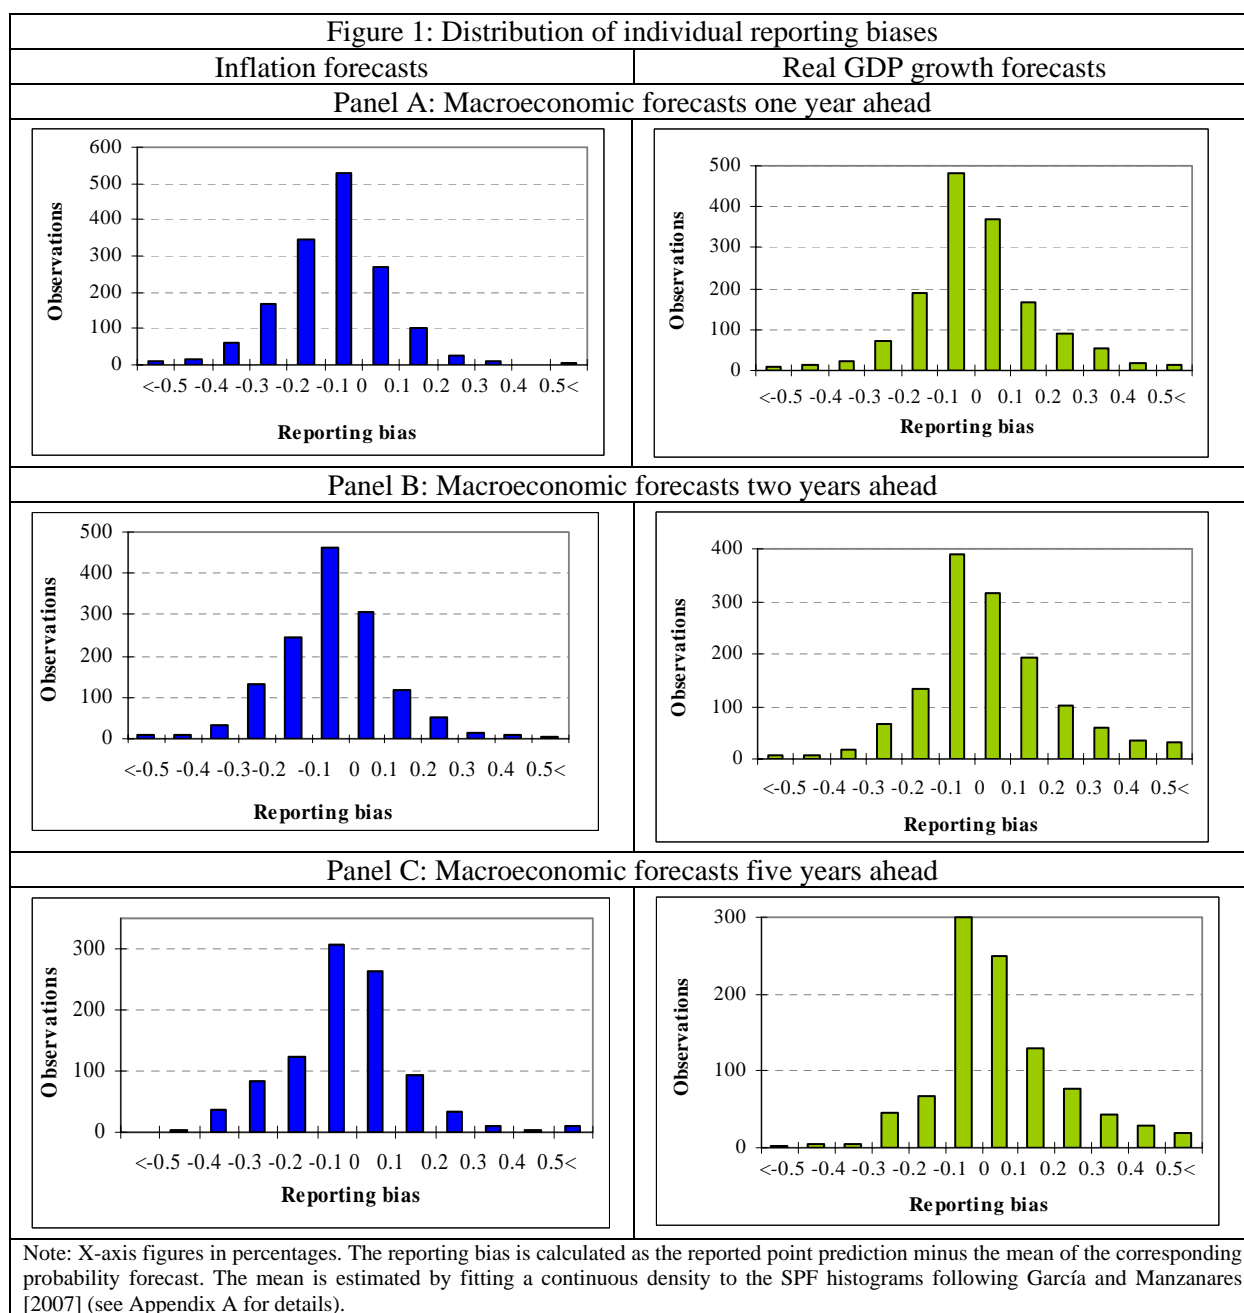 Figure 1: Distribution of individual reporting biases
Inflation forecasts
Real GDP growth forecasts
Panel A: Macroeconomic forecasts one year ahead
600
500
400
300
200
100
0
Observations
<-0.5 -0.4 -0.3 -0.2 -0.1 0 0.1 0.2 0.3 0.4 0.5<
Reporting bias
500
400
300
200
100
0
Observations
<-0.5 -0.4 -0.3 -0.2 -0.1 0 0.1 0.2 0.3 0.4 0.5<
Reporting bias
Panel B: Macroeconomic forecasts two years ahead
500
400
300
200
100
0
Observations
<-0.5 -0.4 -0.3 -0.2 -0.1 0 0.1 0.2 0.3 0.4 0.5<
Reporting bias
400
300
200
100
0
Observations
<-0.5 -0.4 -0.3 -0.2 -0.1 0 0.1 0.2 0.3 0.4 0.5<
Reporting bias
Panel C: Macroeconomic forecasts five years ahead
300
200
100
0
Observations
<-0.5 -0.4 -0.3 -0.2 -0.1 0 0.1 0.2 0.3 0.4 0.5<
Reporting bias
300
200
100
0
Observations
<-0.5 -0.4 -0.3 -0.2 -0.1 0 0.1 0.2 0.3 0.4 0.5<
Reporting bias
Note: X-axis figures in percentages. The reporting bias is calculated as the reported point prediction minus the mean of the corresponding
probability forecast. The mean is estimated by fitting a continuous density to the SPF histograms following García and Manzanares
[2007] (see Appendix A for details).